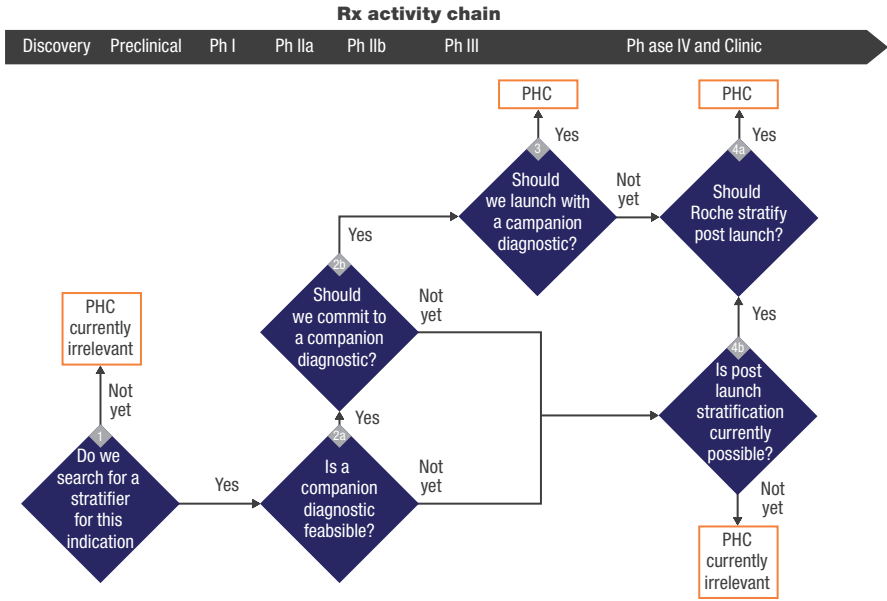 Rx activity chain
Discovery Preclinical Ph I Ph IIa Ph IIb Ph III Ph ase IV and Clinic
PHC
Yes
3
Should
we launch with
a campanion
diagnostic?
Not
yet
PHC
Yes
4a
Should
Roche stratify
post launch?
Yes
2b
Should
we commit to
a companion
diagnostic?
Not
yet
Yes
4b
Is post
launch
stratification
currently
possible?
Not
yet
PHC
currently
irrelevant
PHC
currently
irrelevant
Not
yet
1
Do we
search for a
stratifier
for this
indication
Yes
Yes
2a
Is a
companion
diagnostic
feabsible?
Not
yet